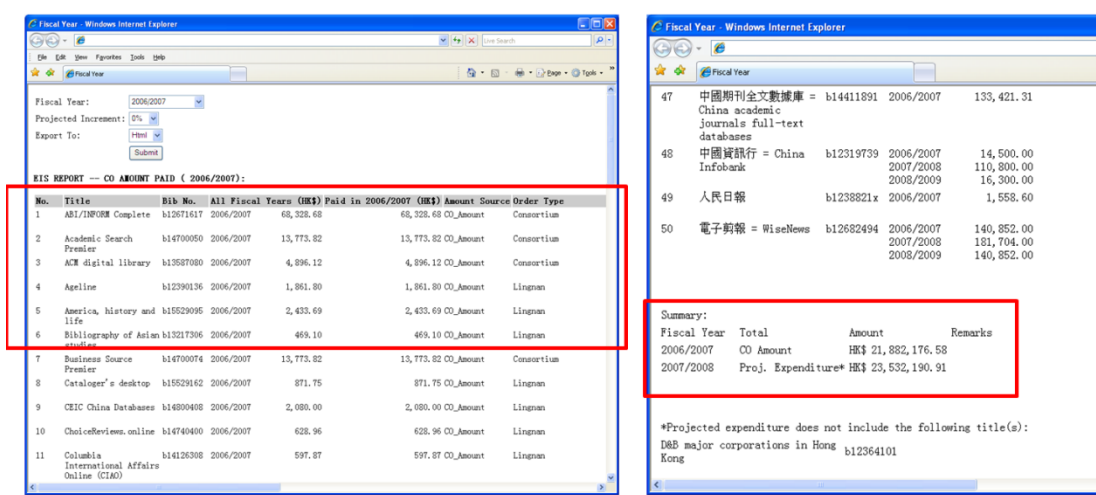 Fiscal Year - Windows Internet Explorer
Live Search
File Edit View Favorites Tools Help
Fiscal Year
Page Tools
Fiscal Year: 2006/2007
Projected Increment: 0%
Export To: Html
Submit
EIS REPORT -- CO AMOUNT PAID ( 2006/2007):
No. Title Bib No. All Fiscal Years (HK$) Paid in 2006/2007 (HK$) Amount Source Order Type
1 ABI/INFORM Complete b12671617 2006/2007 68,328.68 68,328.68 CO_Amount Consortium
2 Academic Search b14700050 2006/2007 13,773.82 13,773.82 CO_Amount Consortium
Premier
3 ACM digital library b13587080 2006/2007 4,896.12 4,896.12 CO_Amount Consortium
4 Ageline b12390136 2006/2007 1,861.80 1,861.80 CO_Amount Lingnan
5 America, history and b15529095 2006/2007 2,433.69 2,433.69 CO_Amount Lingnan
life
6 Bibliography of Asian b13217306 2006/2007 469.10 469.10 CO_Amount Lingnan
studies
7 Business Source b14700074 2006/2007 13,773.82 13,773.82 CO_Amount Consortium
Premier
8 Cataloger's desktop b15529162 2006/2007 871.75 871.75 CO_Amount Lingnan
9 CEIC China Databases b14800408 2006/2007 2,080.00 2,080.00 CO_Amount Lingnan
10 ChoiceReviews.online b14740400 2006/2007 628.96 628.96 CO_Amount Lingnan
11 Columbia b14126308 2006/2007 597.87 597.87 CO_Amount Lingnan
International Affairs
Online (CIAO)
Fiscal Year - Windows Internet Explorer
Fiscal Year
47 中國期刊全文數據庫 = b14411891 2006/2007 133,421.31
China academic
journals full-text
databases
48 中國資訊行 = China b12319739 2006/2007 14,500.00
Infobank 2007/2008 110,800.00
2008/2009 16,300.00
49 人民日報 b1238821x 2006/2007 1,558.60
50 電子剪報 = WiseNews b12682494 2006/2007 140,852.00
2007/2008 181,704.00
2008/2009 140,852.00
Summary:
Fiscal Year Total Amount Remarks
2006/2007 CO Amount HK$ 21,882,176.58
2007/2008 Proj. Expenditure* HK$ 23,532,190.91
*Projected expenditure does not include the following title(s):
D&B major corporations in Hong b12364101
Kong